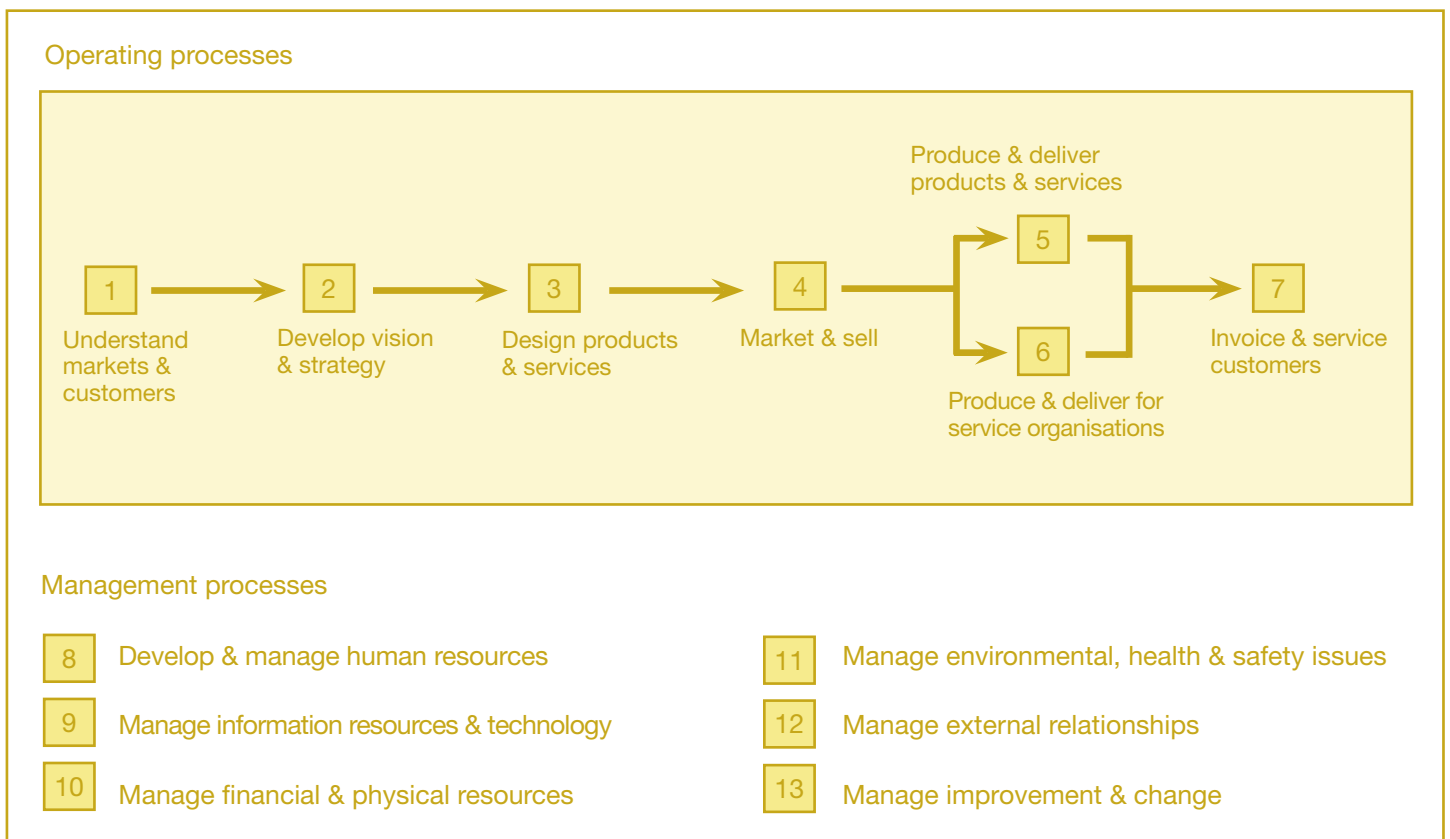 Operating processes
1
Understand
markets &
customers
2
Develop vision
& strategy
3
Design products
& services
4
Market & sell
Produce & deliver
products & services
5
6
Produce & deliver for
service organisations
7
Invoice & service
customers
Management processes
8
Develop & manage human resources
9
Manage information resources & technology
10
Manage financial & physical resources
11
Manage environmental, health & safety issues
12
Manage external relationships
13
Manage improvement & change